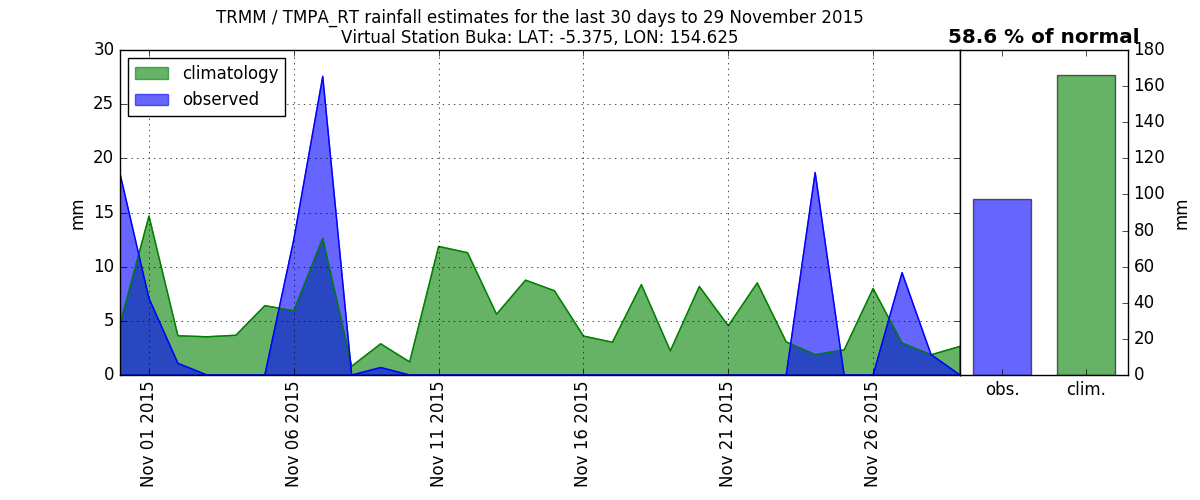 TRMM / TMPA_RT rainfall estimates for the last 30 days to 29 November 2015
Virtual Station Buka: LAT: -5.375, LON: 154.625
58.6 % of normal
climatology
observed
30
25
20
15
10
5
0
mm
Nov 01 2015
Nov 06 2015
Nov 11 2015
Nov 16 2015
Nov 21 2015
Nov 26 2015
180
160
140
120
100
80
60
40
20
0
mm
obs.
clim.